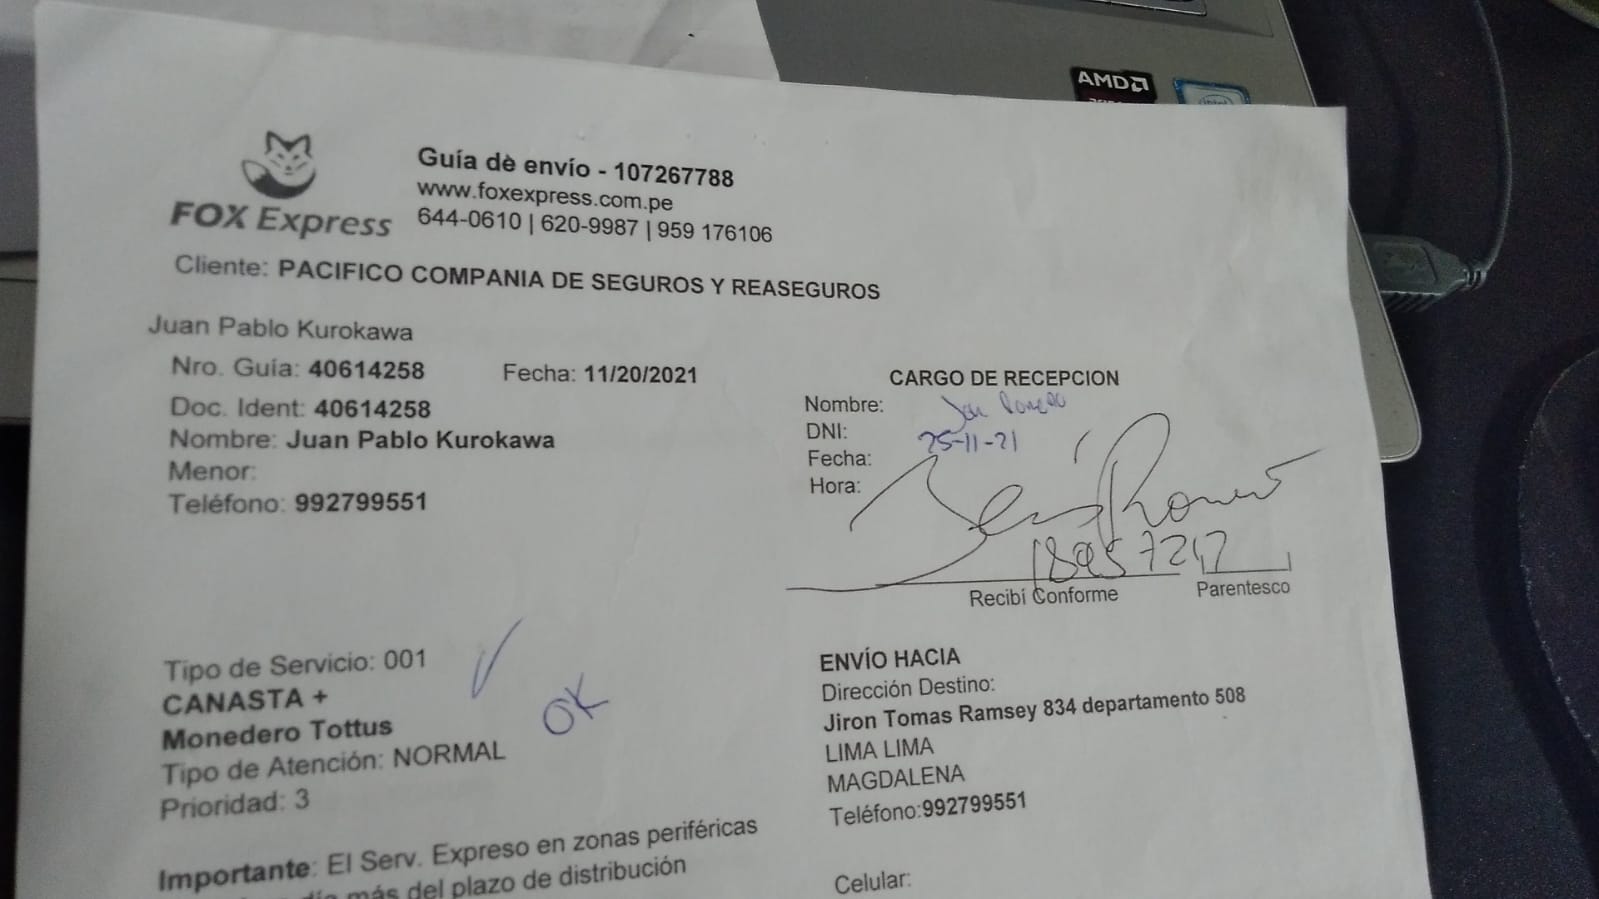 AMD
intel
FOX Express
Guía de envío - 107267788
www.foxexpress.com.pe
644-0610 | 620-9987 | 959 176106
Cliente: PACIFICO COMPANIA DE SEGUROS Y REASEGUROS
Juan Pablo Kurokawa
Nro. Guía: 40614258 Fecha: 11/20/2021
Doc. Ident: 40614258
Nombre: Juan Pablo Kurokawa
Menor:
Teléfono: 992799551
CARGO DE RECEPCION
Nombre:
DNI: 25-11-21
Fecha:
Hora:
Recibí Conforme Parentesco
Tipo de Servicio: 001
CANASTA +
Monedero Tottus
Tipo de Atención: NORMAL
Prioridad: 3
OK
Importante: El Serv. Expreso en zonas periféricas
día más del plazo de distribución
ENVÍO HACIA
Dirección Destino:
Jiron Tomas Ramsey 834 departamento 508
LIMA LIMA
MAGDALENA
Teléfono:992799551
Celular: